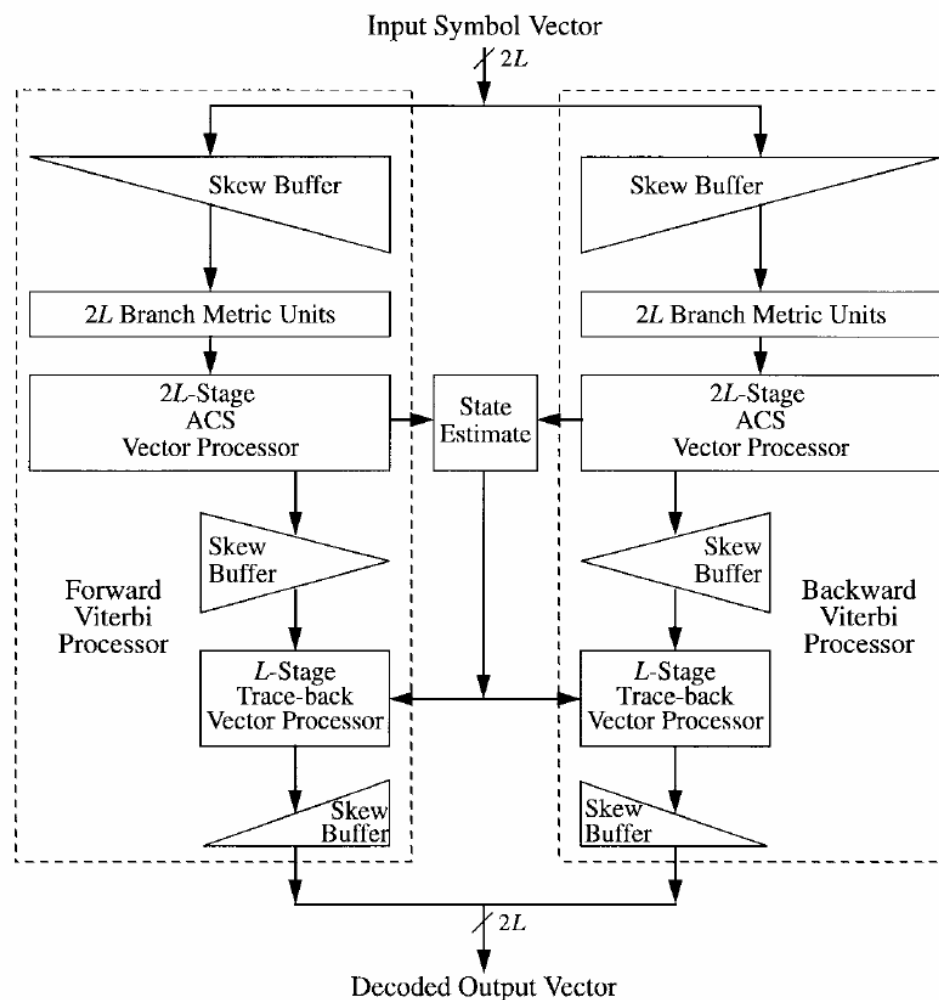 Input Symbol Vector
2L
Skew Buffer
Skew Buffer
2L Branch Metric Units
2L Branch Metric Units
2L-Stage
ACS
Vector Processor
State
Estimate
2L-Stage
ACS
Vector Processor
Skew
Buffer
Skew
Buffer
Forward
Viterbi
Processor
Backward
Viterbi
Processor
L-Stage
Trace-back
Vector Processor
L-Stage
Trace-back
Vector Processor
Skew
Buffer
Skew
Buffer
2L
Decoded Output Vector